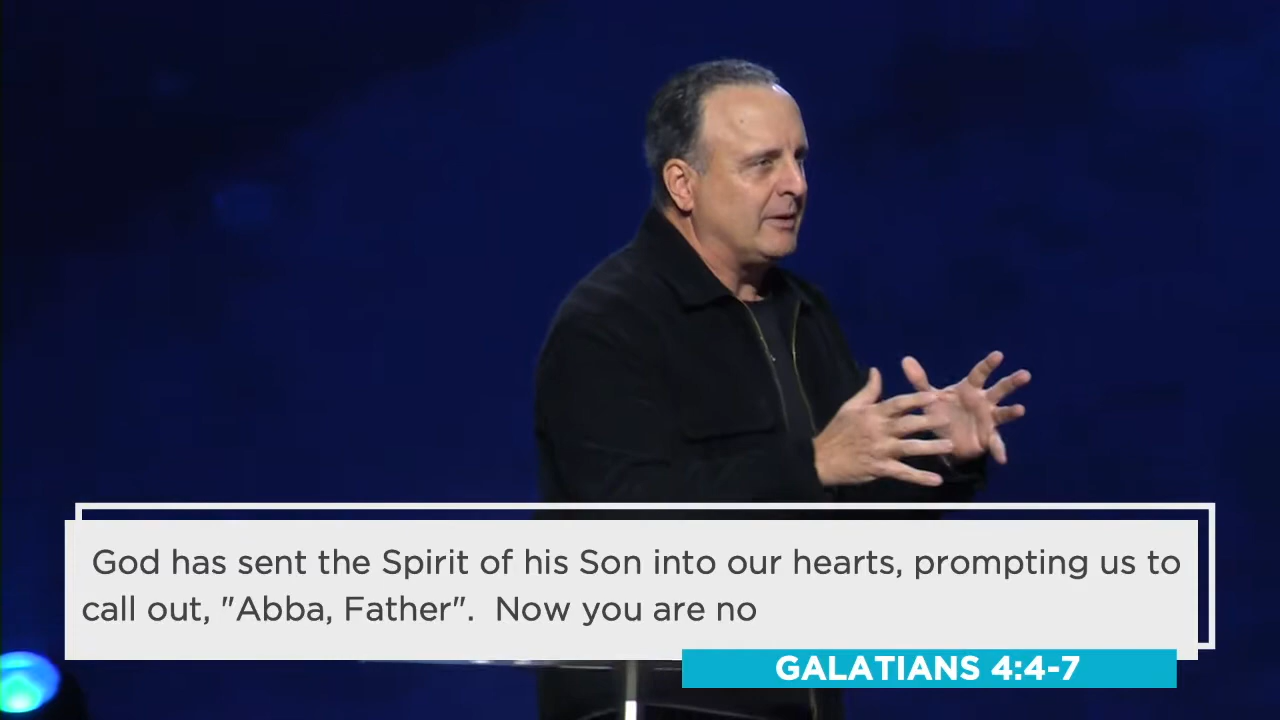 God has sent the Spirit of his Son into our hearts, prompting us to
call out, "Abba, Father".  Now you are no
GALATIANS 4:4-7